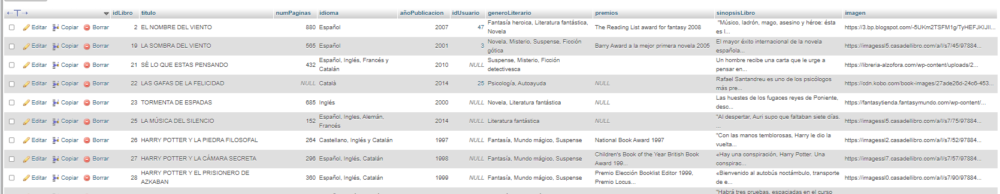 idLibro titulo numPaginas idioma añoPublicacion idUsuario generoLiterario premios sinopsisLibro imagen
Editar Copiar Borrar 2 EL NOMBRE DEL VIENTO 880 Español 2007 47 Fantasía heroica, Literatura fantástica, Novela The Reading List award for fantasy 2008 "Músico, ladrón, mago, asesino y héroe: ésta es l... https://3.bp.blogspot.com/-5UKm2TSFM1g/TyHEFJKIJII...
Editar Copiar Borrar 19 LA SOMBRA DEL VIENTO 565 Español 2001 3 Novela, Misterio, Suspense, Ficción gótica Barry Award a la mejor primera novela 2005 El mayor éxito internacional de la novela española... https://imagessl5.casadellibro.com/a/l/s7/45/97884...
Editar Copiar Borrar 21 SÉ LO QUE ESTAS PENSANDO 432 Español, Inglés, Francés y Catalán 2010 NULL Suspense, Misterio, Ficción detectivesca Un hombre recibe una carta que le urge a pensar en... https://libreria-alzofora.com/wp-content/uploads/2...
Editar Copiar Borrar 22 LAS GAFAS DE LA FELICIDAD NULL Català 2014 25 Psicología, Autoayuda NULL Rafael Santandreu es uno de los psicólogos más pre... https://cdn.kobo.com/book-images/27ade26d-24c6-453...
Editar Copiar Borrar 23 TORMENTA DE ESPADAS 685 Inglés 2000 NULL Novela, Literatura fantástica NULL Las huestes de los fugaces reyes de Poniente, desc... https://fantasytienda.fantasymundo.com/wp-content/...
Editar Copiar Borrar 25 LA MÚSICA DEL SILENCIO 152 Español, Ingles, Alemán, Francés 2014 NULL Literatura fantástica NULL "Al despertar, Auri supo que faltaban siete días. ... https://imagessl5.casadellibro.com/a/l/s7/75/97884...
Editar Copiar Borrar 26 HARRY POTTER Y LA PIEDRA FILOSOFAL 264 Castellano, Inglés y Catalán 1997 NULL Fantasía, Mundo mágico, Suspense National Book Award 1997 "Con las manos temblorosas, Harry le dio la vuelta... https://imagessl2.casadellibro.com/a/l/s7/52/97884...
Editar Copiar Borrar 27 HARRY POTTER Y LA CÁMARA SECRETA 296 Español, Inglés, Catalán 1998 NULL Fantasía, Mundo mágico, Suspense Children's Book of the Year British Book Award 199... «Hay una conspiración, Harry Potter. Una conspirac... https://imagessl7.casadellibro.com/a/l/s7/57/97884...
Editar Copiar Borrar 28 HARRY POTTER Y EL PRISIONERO DE AZKABAN 360 Español, Inglés, Catalán 1999 NULL Fantasía, Mundo mágico, Suspense Premio Elección Booklist Editor 1999, Premio Locus... «Bienvenido al autobús noctámbulo, transporte de e... https://imagessl0.casadellibro.com/a/l/s7/90/97884...
"Habrá tres pruebas, espaciadas en el curso